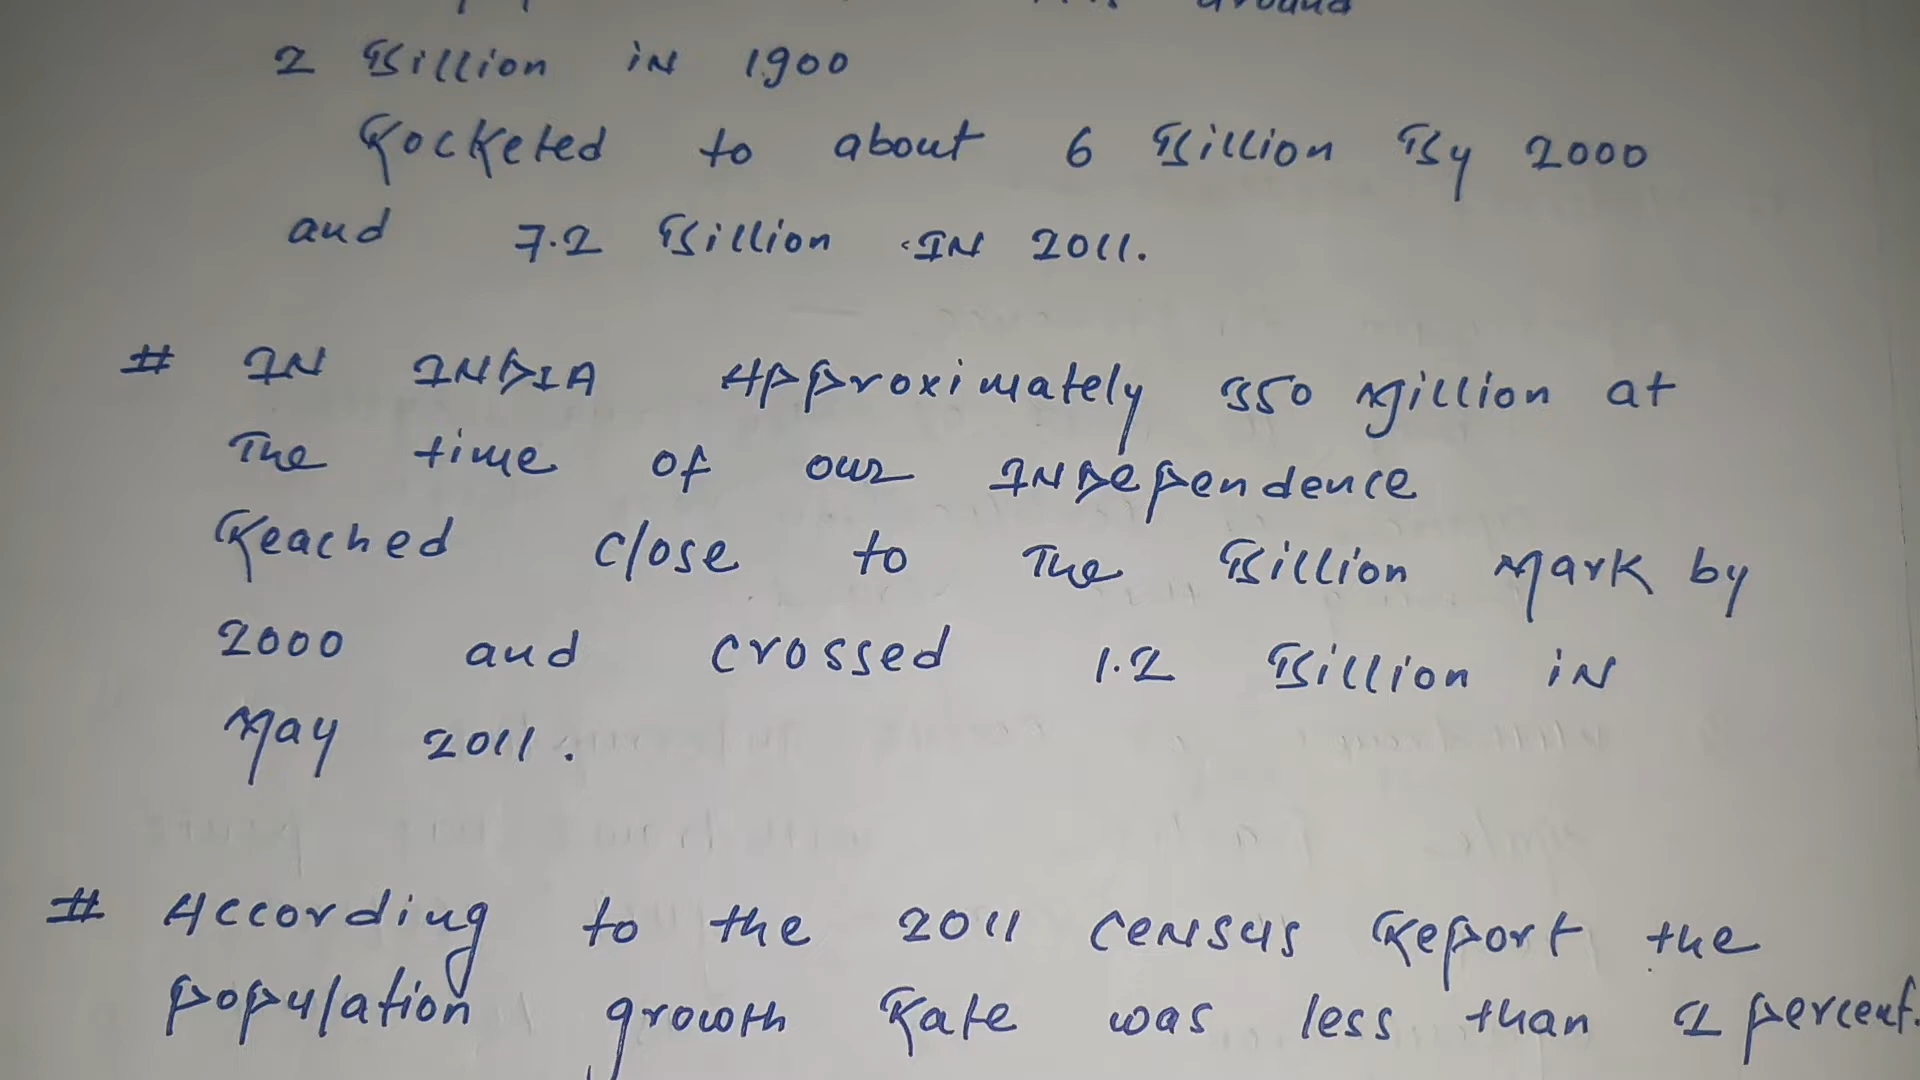 around
2 Billion in 1900
Rocketed to about 6 Billion By 2000
and 7.2 Billion IN 2011.
# IN INDIA Approximately 350 Million at
The time of our INDependence
Reached close to The Billion Mark by
2000 and crossed 1.2 Billion in
May 2011.
# According to the 2011 census Report the
population growth Rate was less than 2 percent.